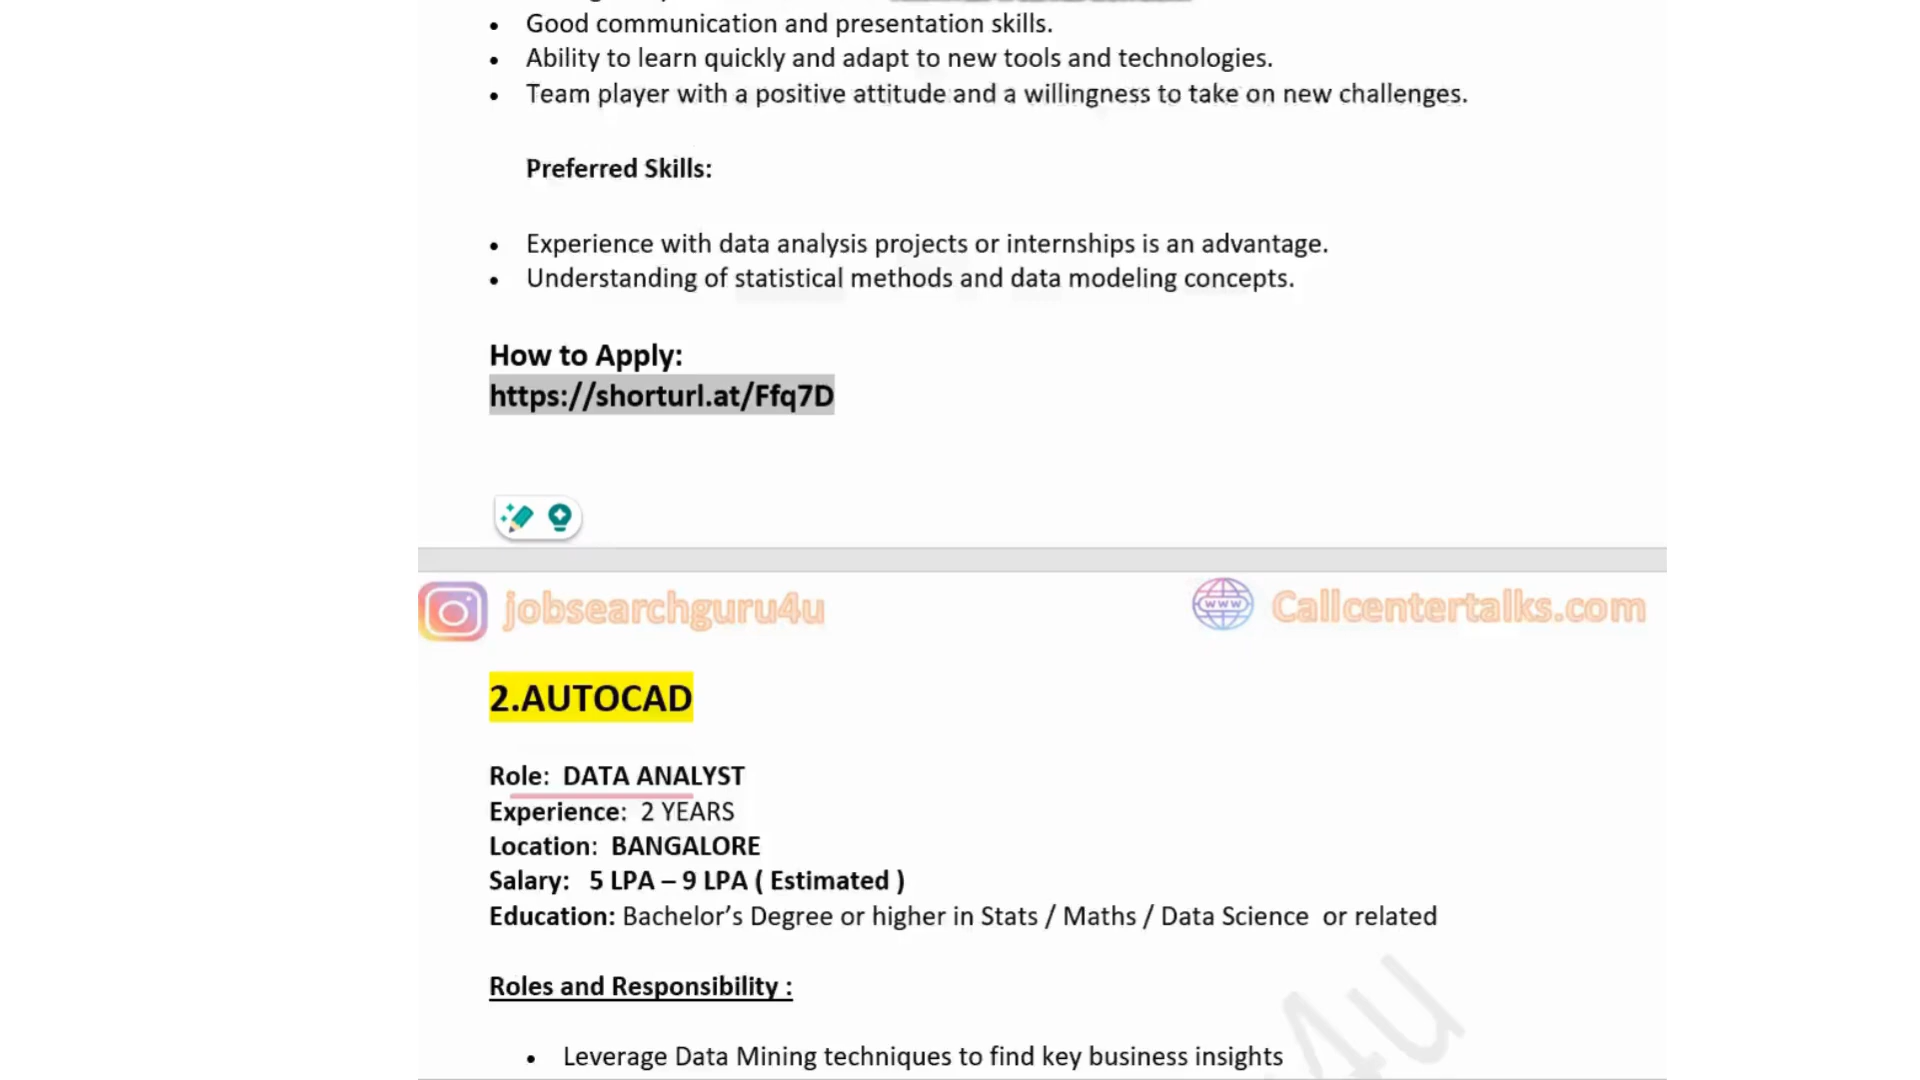 Good communication and presentation skills.
Ability to learn quickly and adapt to new tools and technologies.
Team player with a positive attitude and a willingness to take on new challenges.
Preferred Skills:
Experience with data analysis projects or internships is an advantage.
Understanding of statistical methods and data modeling concepts.
How to Apply:
https://shorturl.at/Ffq7D
jobsearchguru4u
www Callcentertalks.com
2.AUTOCAD
Role: DATA ANALYST
Experience: 2 YEARS
Location: BANGALORE
Salary: 5 LPA – 9 LPA ( Estimated )
Education: Bachelor’s Degree or higher in Stats / Maths / Data Science or related
Roles and Responsibility :
4u
Leverage Data Mining techniques to find key business insights